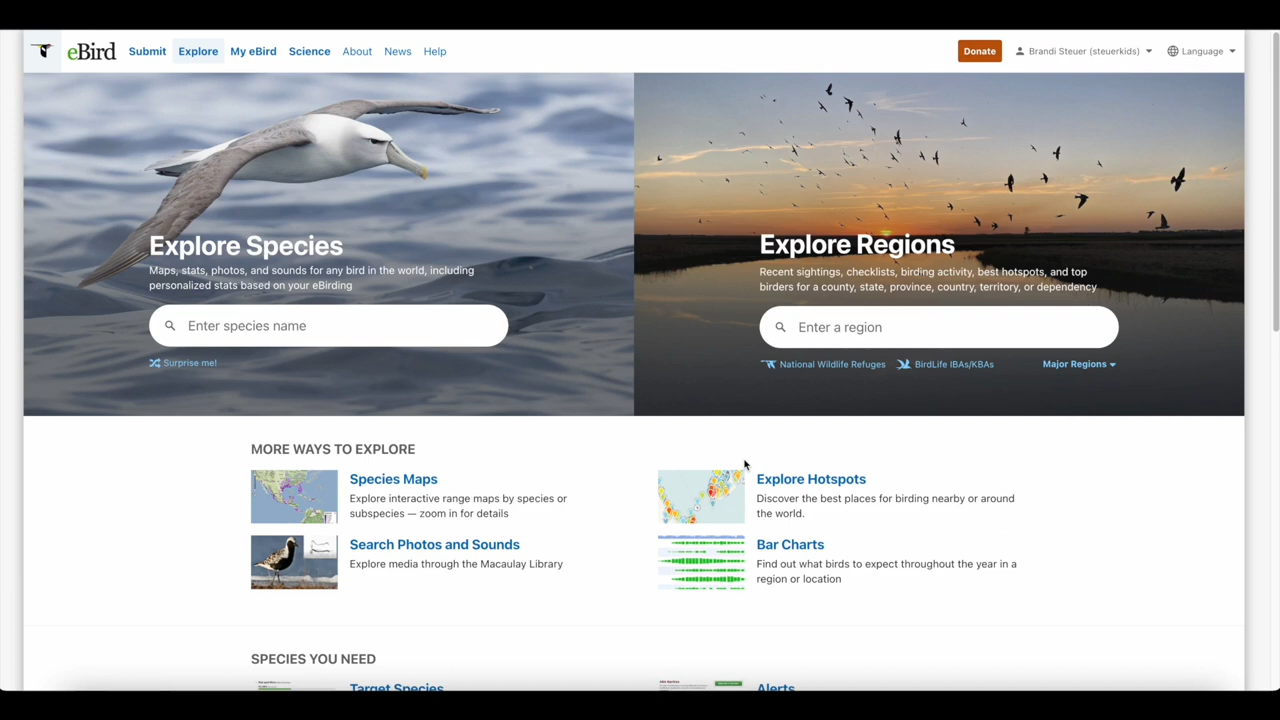 eBird Submit Explore My eBird Science About News Help Donate Brandi Steuer (steuerkids) Language
Explore Species
Maps, stats, photos, and sounds for any bird in the world, including
personalized stats based on your eBirding
Enter species name
Surprise me!
Explore Regions
Recent sightings, checklists, birding activity, best hotspots, and top
birders for a county, state, province, country, territory, or dependency
Enter a region
National Wildlife Refuges BirdLife IBAs/KBAs Major Regions
MORE WAYS TO EXPLORE
Species Maps
Explore interactive range maps by species or
subspecies — zoom in for details
Explore Hotspots
Discover the best places for birding nearby or around
the world.
Search Photos and Sounds
Explore media through the Macaulay Library
Bar Charts
Find out what birds to expect throughout the year in a
region or location
SPECIES YOU NEED
Target Species
Alerts